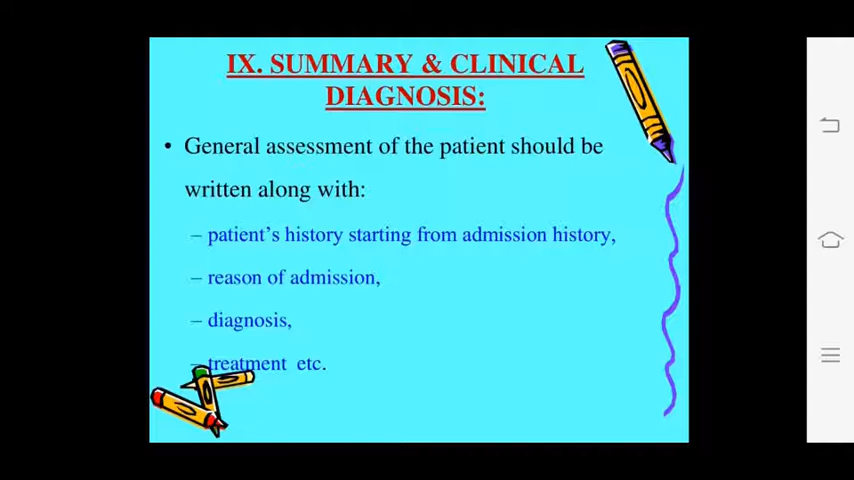 IX. SUMMARY & CLINICAL
DIAGNOSIS:
• General assessment of the patient should be
written along with:
– patient's history starting from admission history,
– reason of admission,
– diagnosis,
– treatment etc.